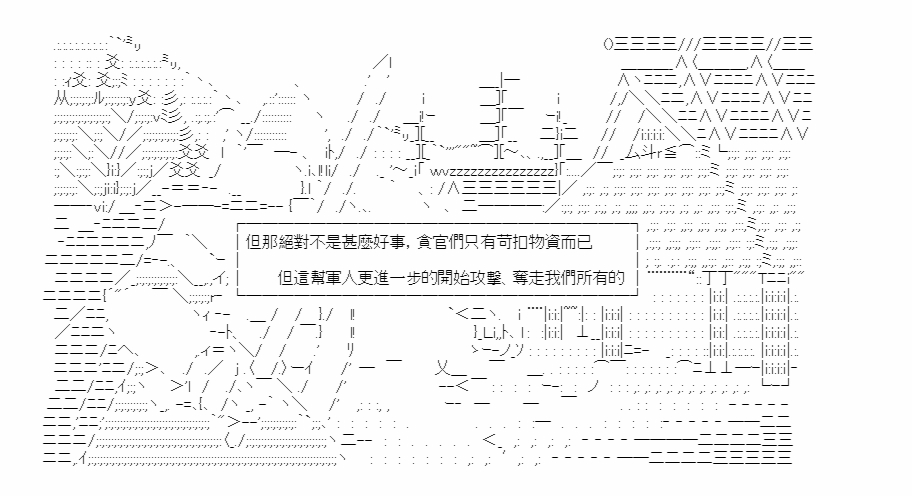 但那絕對不是甚麼好事，貪官們只有苛扣物資而已
但這幫軍人更進一步的開始攻擊、奪走我們所有的